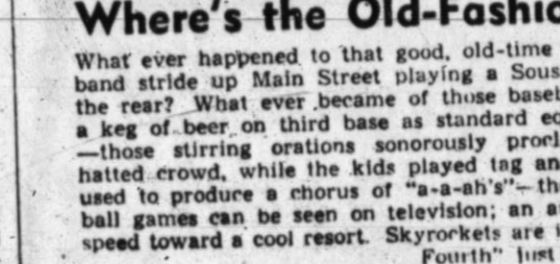 Where's the Old-Fashio
What ever happened to that good, old-time
band stride up Main Street playing a Sous
the rear? What ever became of those baseb
a keg of beer on third base as standard eq
—those stirring orations sonorously procl
hatted crowd, while the kids played tag an
used to produce a chorus of "a-a-ah's"—th
ball games can be seen on television; an a
speed toward a cool resort. Skyrockets are
Fourth" just